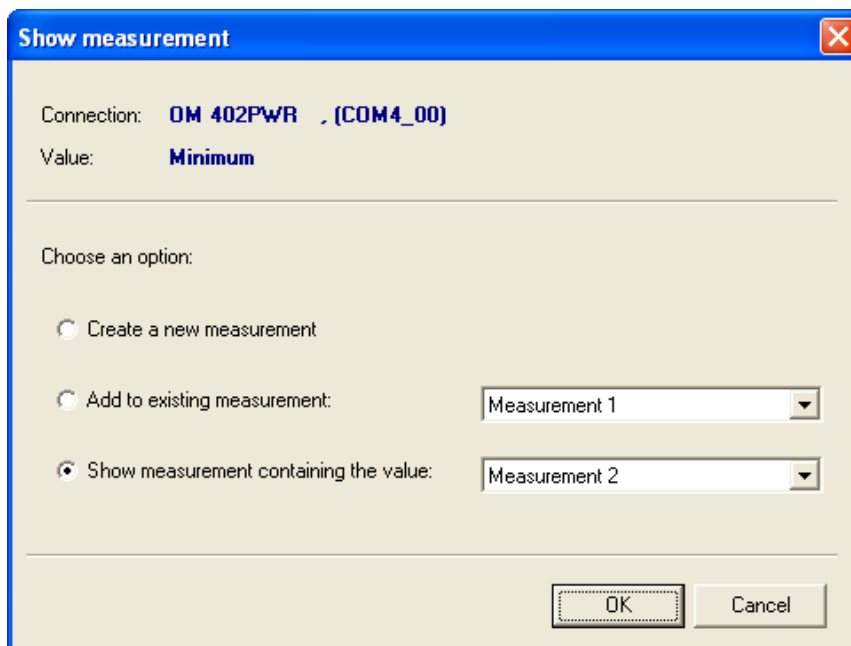 Show measurement
Connection: OM 402PWR , (COM4_00)
Value: Minimum
Choose an option:
Create a new measurement
Add to existing measurement: Measurement 1
Show measurement containing the value: Measurement 2
OK Cancel